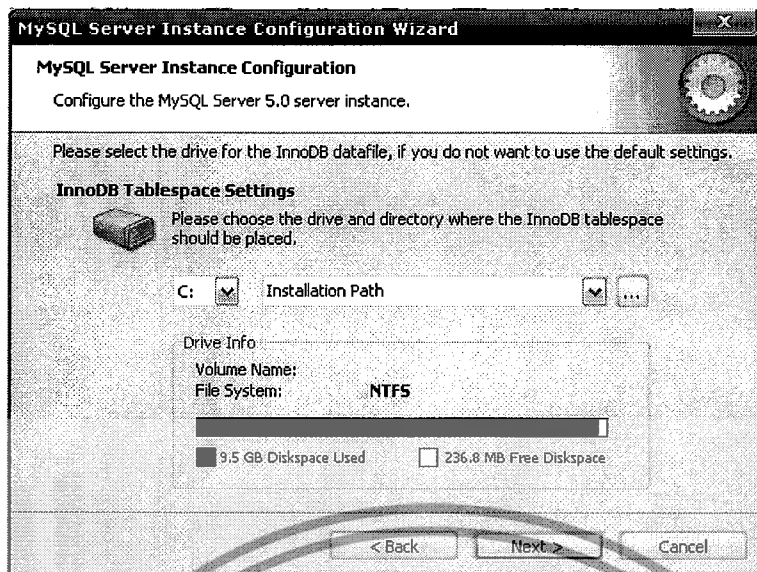 MySQL Server Instance Configuration Wizard
MySQL Server Instance Configuration
Configure the MySQL Server 5.0 server instance.
Please select the drive for the InnoDB datafile, if you do not want to use the default settings.
InnoDB Tablespace Settings
Please choose the drive and directory where the InnoDB tablespace
should be placed.
C: Installation Path ...
Drive Info
Volume Name:
File System: NTFS
9.5 GB Diskspace Used 236.8 MB Free Diskspace
< Back Next > Cancel